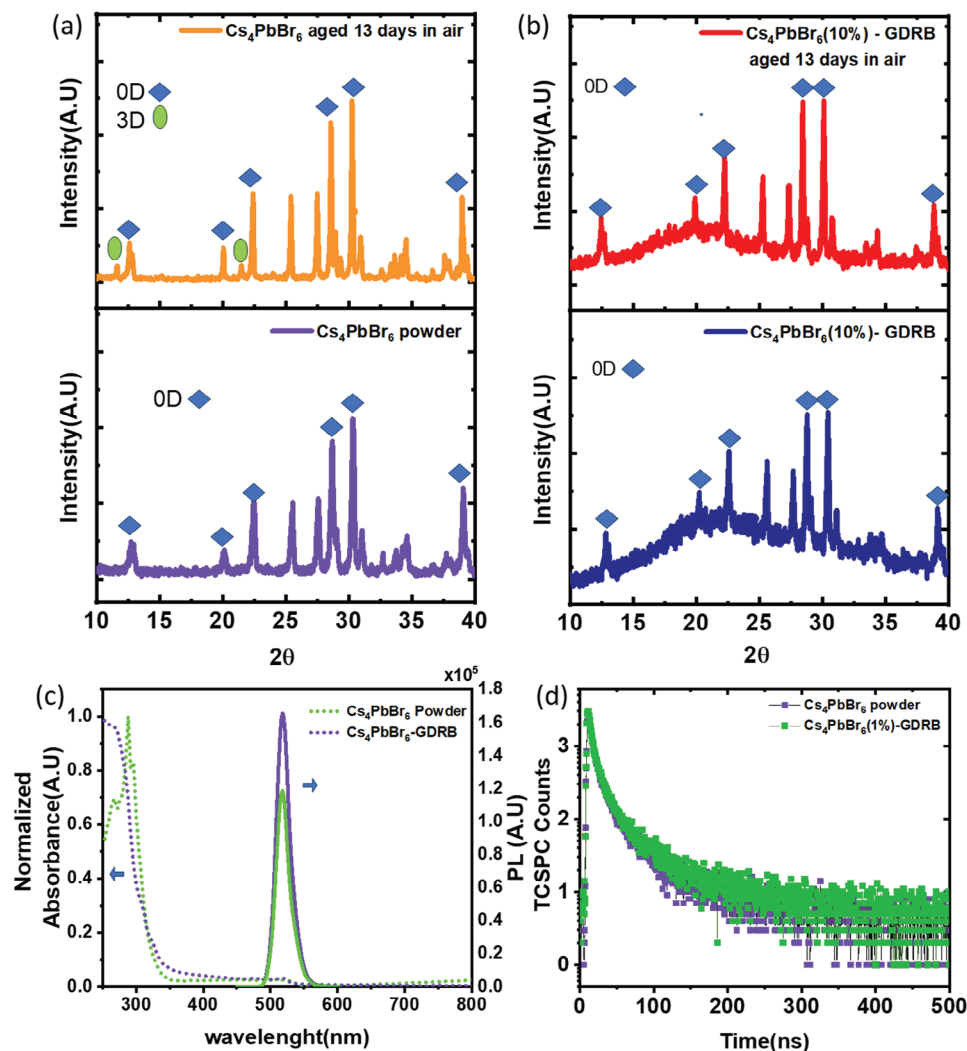 (a)
Cs₄PbBr₆ aged 13 days in air
0D
3D
Intensity(A.U)
Cs₄PbBr₆ powder
0D
Intensity(A.U)
10 15 20 25 30 35 40
2θ
(b)
Cs₄PbBr₆(10%) - GDRB
aged 13 days in air
0D
Intensity(A.U)
Cs₄PbBr₆(10%)- GDRB
0D
Intensity(A.U)
10 15 20 25 30 35 40
2θ
(c)
x10⁵
Cs₄PbBr₆ Powder
Cs₄PbBr₆-GDRB
Normalized
Absorbance(A.U)
1.0
0.8
0.6
0.4
0.2
0.0
1.8
1.6
1.4
1.2
1.0
0.8
0.6
0.4
0.2
0.0
PL (A.U)
300 400 500 600 700 800
wavelenght(nm)
(d)
Cs₄PbBr₆ powder
Cs₄PbBr₆(1%)-GDRB
TCSPC Counts
3
2
1
0
0 100 200 300 400 500
Time(ns)